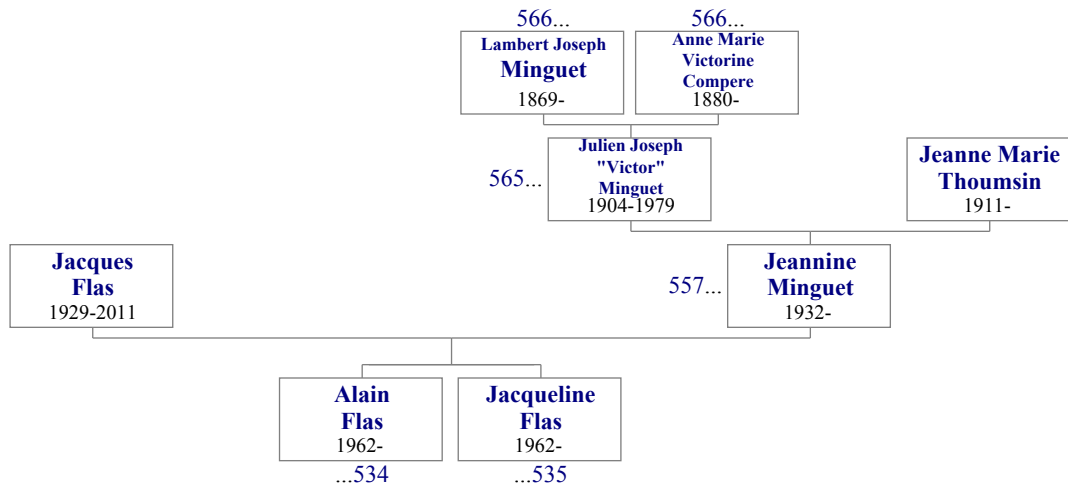 566...
566...
Lambert Joseph
Minguet
1869-
Anne Marie
Victorine
Compere
1880-
565...
Julien Joseph
"Victor"
Minguet
1904-1979
Jeanne Marie
Thoumsin
1911-
Jacques
Flas
1929-2011
557...
Jeannine
Minguet
1932-
Alain
Flas
1962-
...534
Jacqueline
Flas
1962-
...535